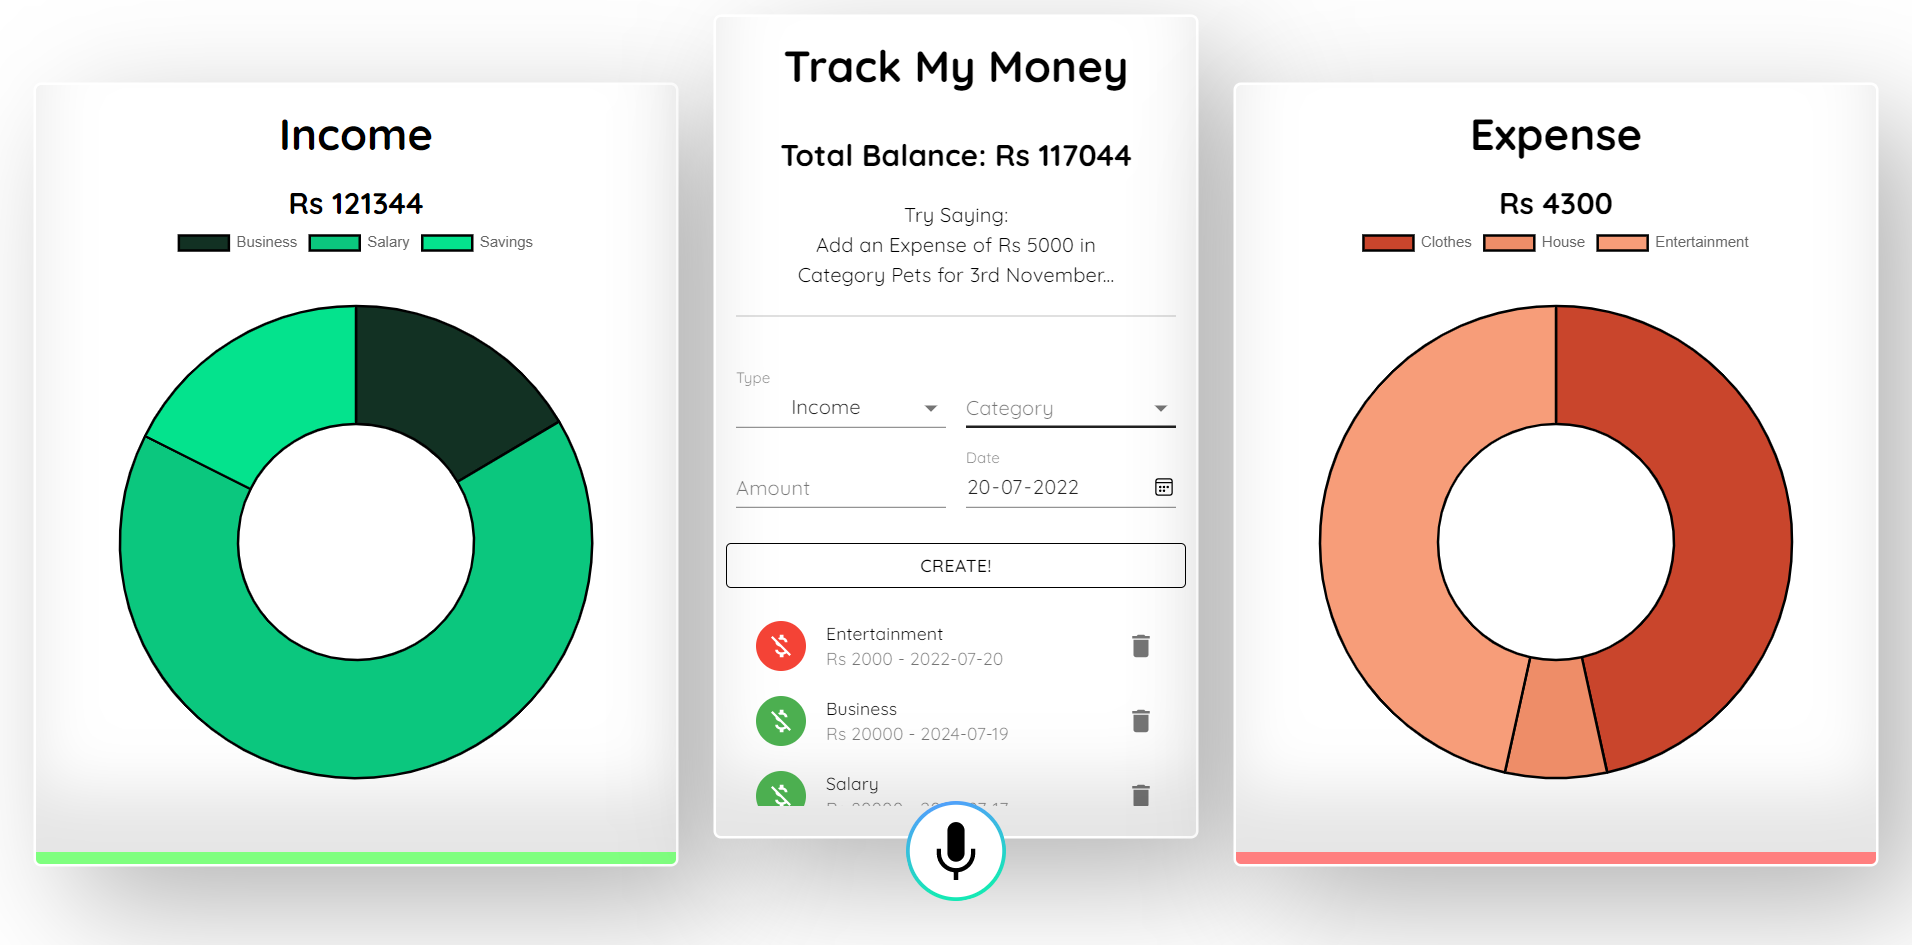 Income
Rs 121344
Business Salary Savings
Track My Money
Total Balance: Rs 117044
Try Saying:
Add an Expense of Rs 5000 in
Category Pets for 3rd November...
Type
Income
Category
Amount
Date
20-07-2022
CREATE!
Entertainment
Rs 2000 - 2022-07-20
Business
Rs 20000 - 2024-07-19
Salary
Expense
Rs 4300
Clothes House Entertainment